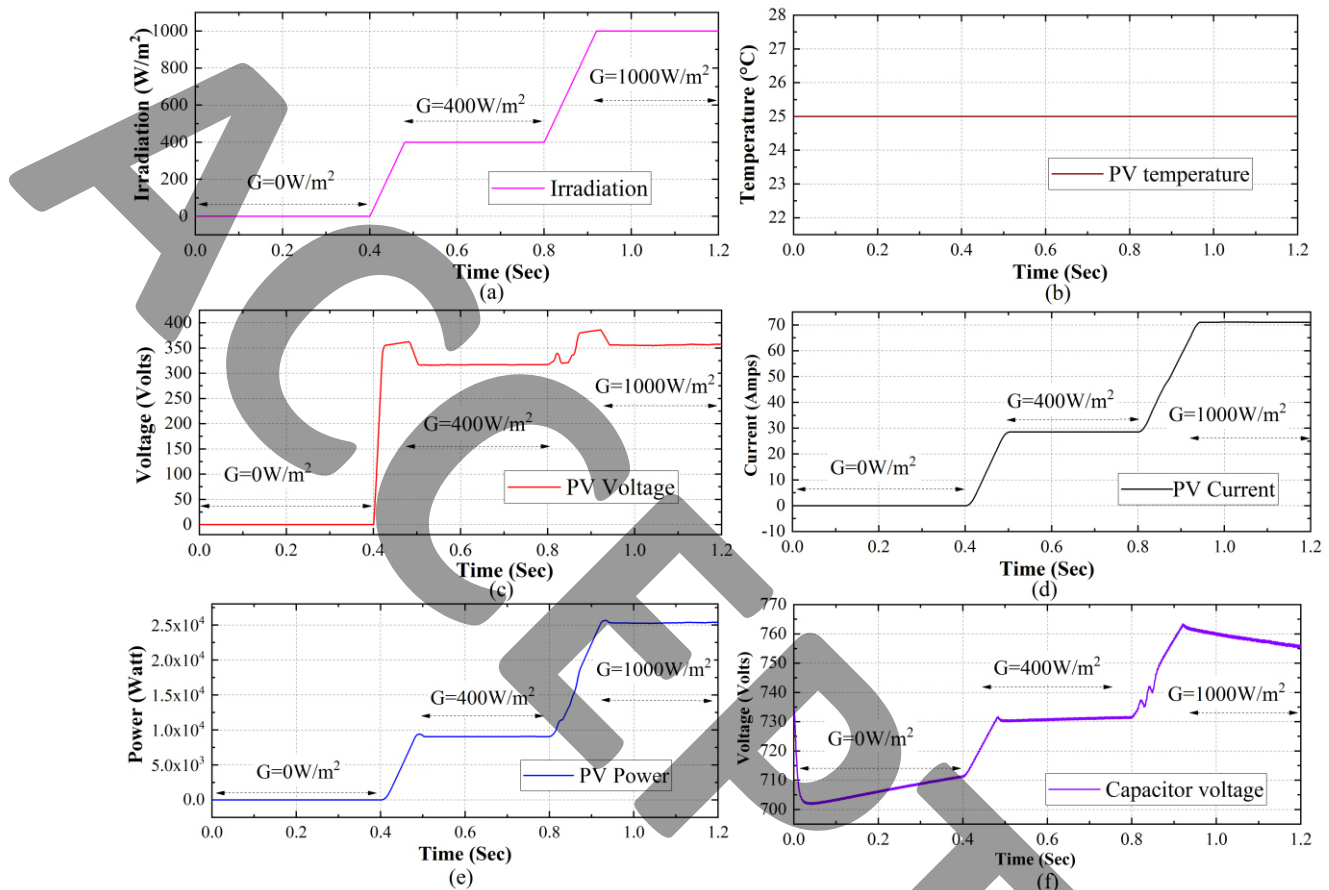 Irradiation (W/m²)
1000
800
600
400
200
0
G=0W/m²
G=400W/m²
G=1000W/m²
Irradiation
0.0 0.2 0.4 0.6 0.8 1.0 1.2
Time (Sec)
(a)
Temperature (°C)
28
27
26
25
24
23
22
PV temperature
0.0 0.2 0.4 0.6 0.8 1.0 1.2
Time (Sec)
(b)
Voltage (Volts)
400
350
300
250
200
150
100
50
0
G=1000W/m²
G=400W/m²
G=0W/m²
PV Voltage
0.0 0.2 0.4 0.6 0.8 1.0 1.2
Time (Sec)
(c)
Current (Amps)
70
60
50
40
30
20
10
0
-10
G=400W/m²
G=1000W/m²
G=0W/m²
PV Current
0.0 0.2 0.4 0.6 0.8 1.0 1.2
Time (Sec)
(d)
Power (Watt)
2.5x10⁴
2.0x10⁴
1.5x10⁴
1.0x10⁴
5.0x10³
0.0
G=1000W/m²
G=400W/m²
G=0W/m²
PV Power
0.0 0.2 0.4 0.6 0.8 1.0 1.2
Time (Sec)
(e)
Voltage (Volts)
770
760
750
740
730
720
710
700
G=400W/m²
G=1000W/m²
G=0W/m²
Capacitor voltage
0.0 0.2 0.4 0.6 0.8 1.0 1.2
Time (Sec)
(f)